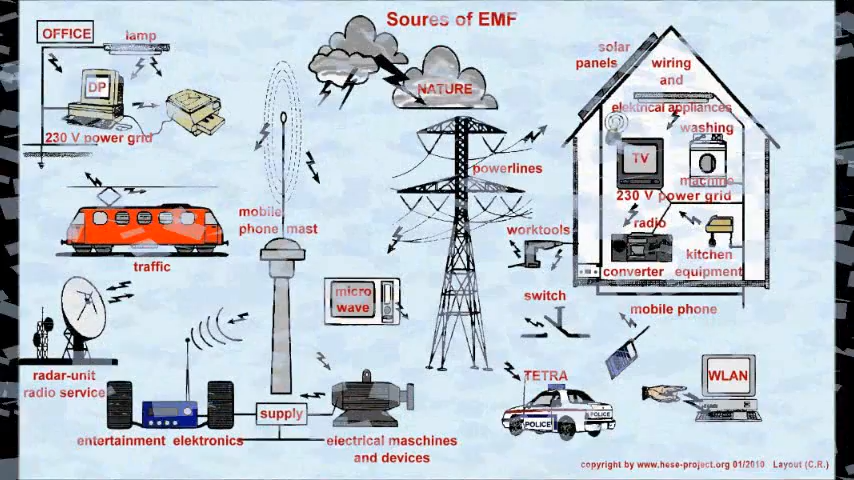 Soures of EMF
OFFICE
lamp
DP
230 V power grid
NATURE
solar
panels
wiring
and
elektrical appliances
washing
TV
machine
230 V power grid
radio
kitchen
converter equipment
powerlines
mobile
phone mast
worktools
traffic
micro
wave
switch
mobile phone
radar-unit
radio service
TETRA
WLAN
POLICE
POLICE
supply
entertainment elektronics
electrical maschines
and devices
copyright by www.hese-project.org 01/2010 Layout (C.R.)